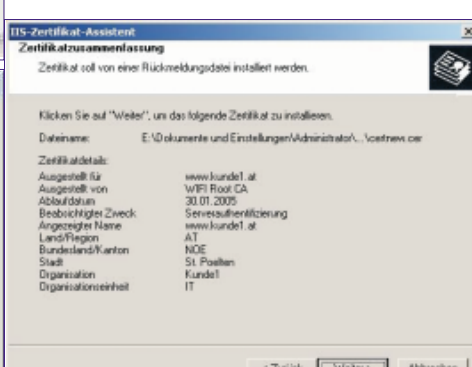 IIS-Zertifikat-Assistent
Zertifikatzusammenfassung
Zertifikat soll von einer Rückmeldungsdatei installiert werden.
Klicken Sie auf "Weiter", um das folgende Zertifikat zu installieren.
Dateiname: E:\Dokumente und Einstellungen\Administrator\...\certnew.cer
Zertifikatdetails:
Ausgestellt für www.kunde1.at
Ausgestellt von WIFI Root CA
Ablaufdatum 30.01.2005
Beabsichtigter Zweck Serverauthentifizierung
Angezeigter Name www.kunde1.at
Land/Region AT
Bundesland/Kanton NOE
Stadt St. Poelten
Organisation Kunde1
Organisationseinheit IT
< Zurück Weiter > Abbrechen